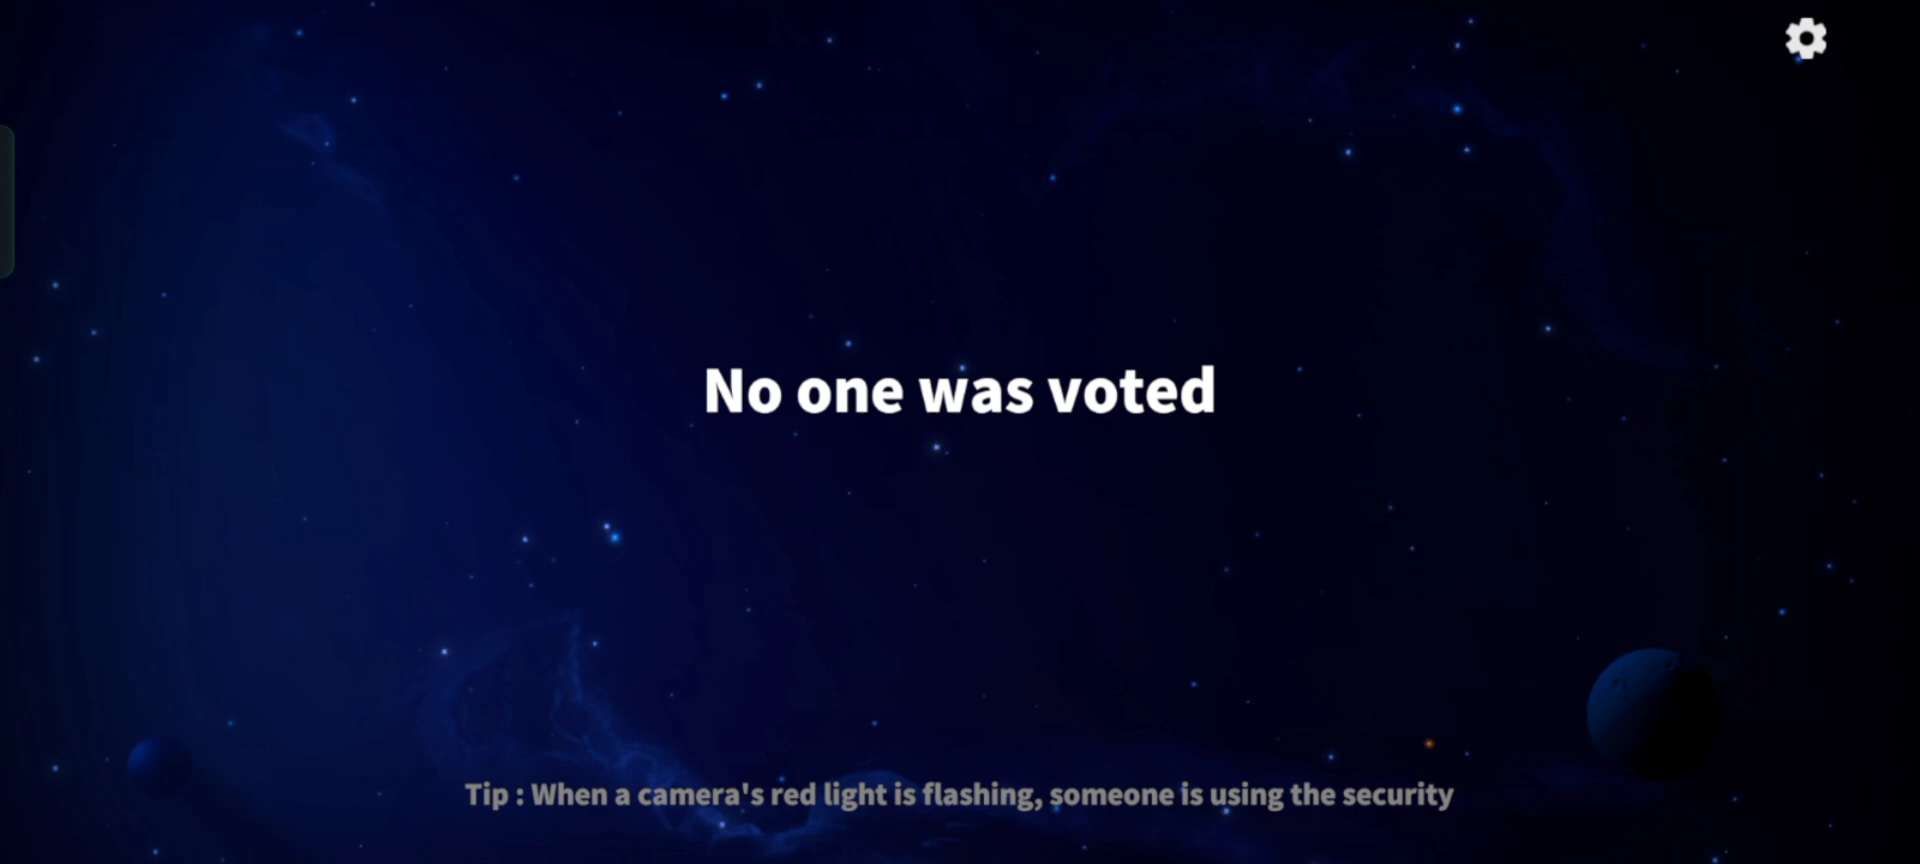 No one was voted
Tip : When a camera's red light is flashing, someone is using the security